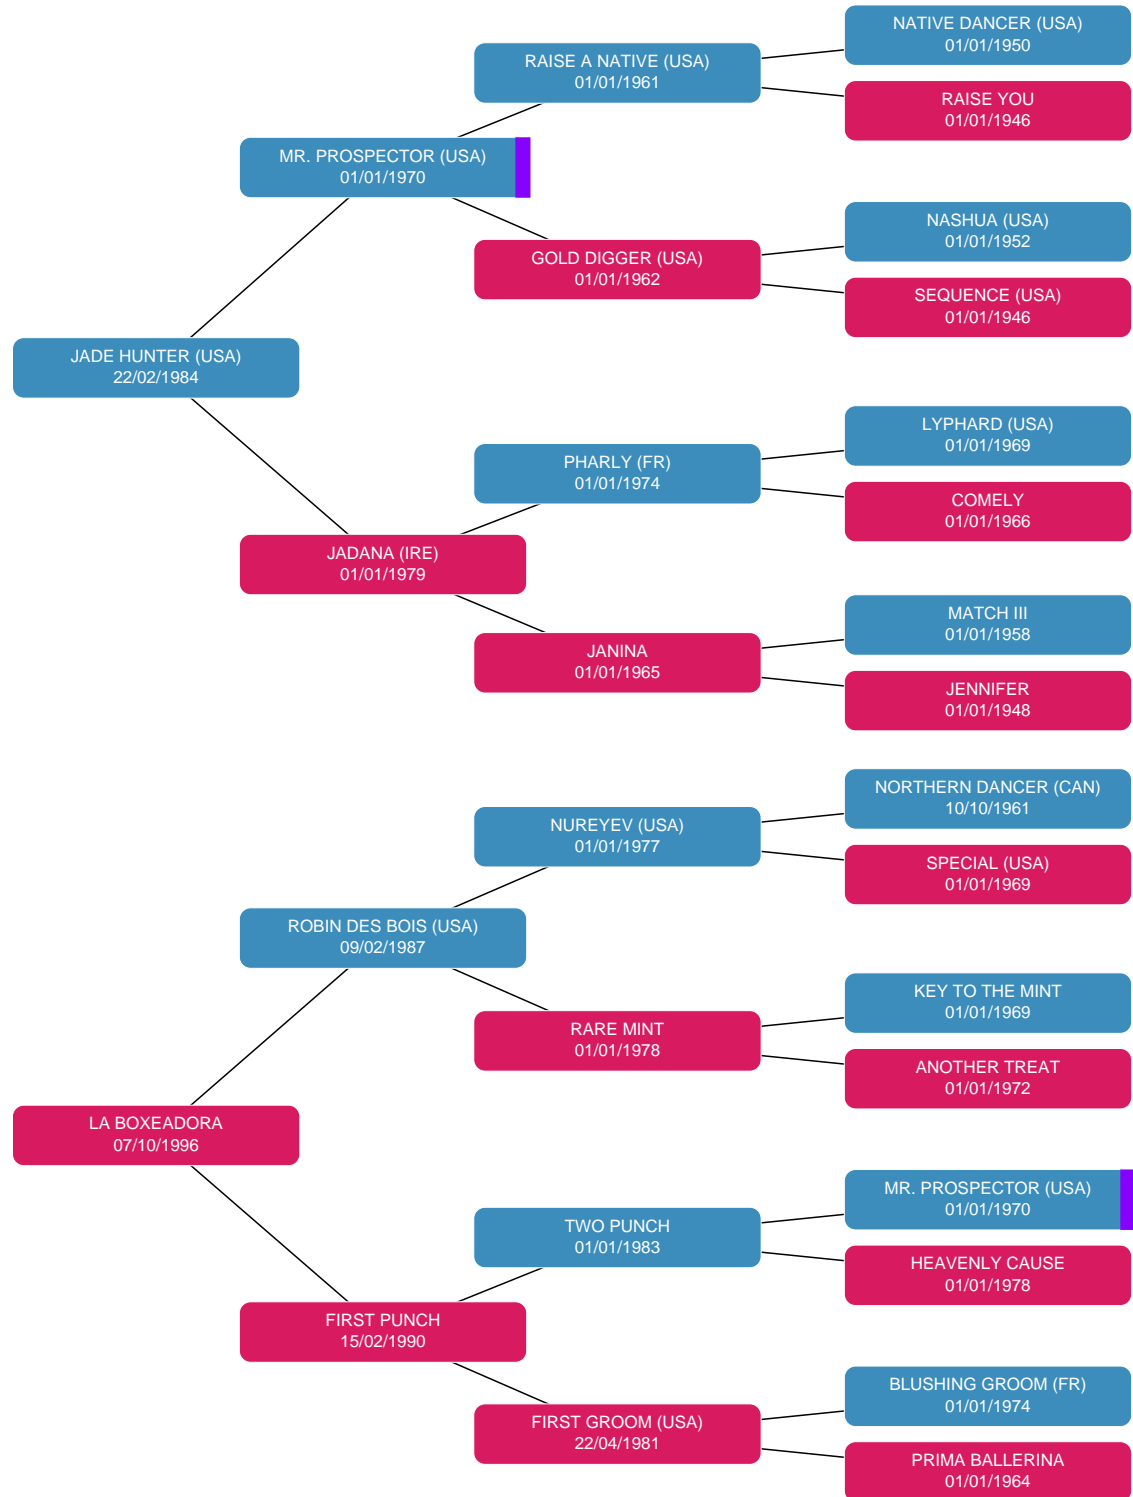 NATIVE DANCER (USA)
01/01/1950
RAISE A NATIVE (USA)
01/01/1961
RAISE YOU
01/01/1946
MR. PROSPECTOR (USA)
01/01/1970
NASHUA (USA)
01/01/1952
GOLD DIGGER (USA)
01/01/1962
SEQUENCE (USA)
01/01/1946
JADE HUNTER (USA)
22/02/1984
LYPHARD (USA)
01/01/1969
PHARLY (FR)
01/01/1974
COMELY
01/01/1966
JADANA (IRE)
01/01/1979
MATCH III
01/01/1958
JANINA
01/01/1965
JENNIFER
01/01/1948
NORTHERN DANCER (CAN)
10/10/1961
NUREYEV (USA)
01/01/1977
SPECIAL (USA)
01/01/1969
ROBIN DES BOIS (USA)
09/02/1987
KEY TO THE MINT
01/01/1969
RARE MINT
01/01/1978
ANOTHER TREAT
01/01/1972
LA BOXEADORA
07/10/1996
MR. PROSPECTOR (USA)
01/01/1970
TWO PUNCH
01/01/1983
HEAVENLY CAUSE
01/01/1978
FIRST PUNCH
15/02/1990
BLUSHING GROOM (FR)
01/01/1974
FIRST GROOM (USA)
22/04/1981
PRIMA BALLERINA
01/01/1964